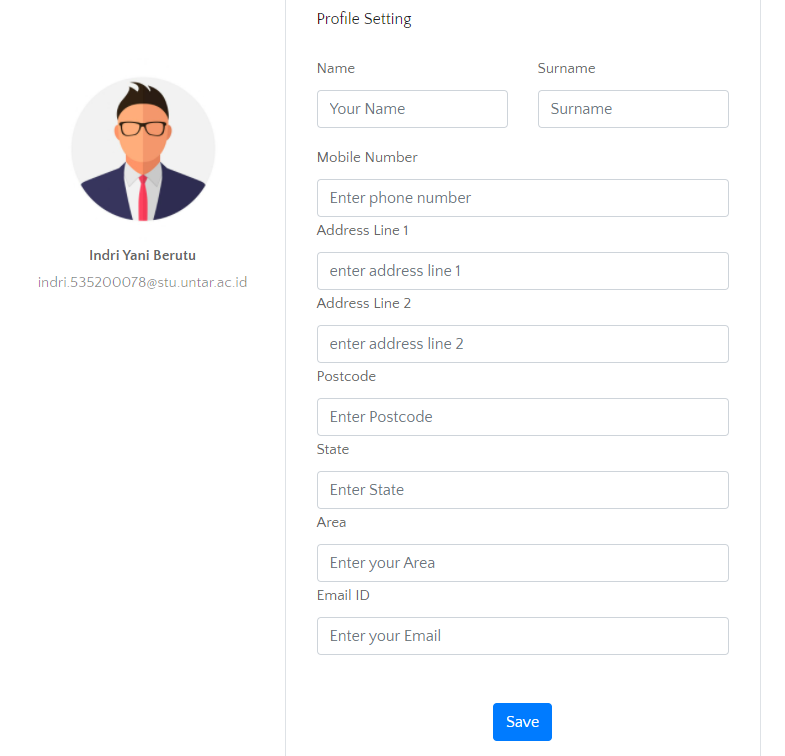 Profile Setting
Name Surname
Your Name Surname
Mobile Number
Enter phone number
Address Line 1
enter address line 1
Address Line 2
enter address line 2
Postcode
Enter Postcode
State
Enter State
Area
Enter your Area
Email ID
Enter your Email
Save
Indri Yani Berutu
indri.535200078@stu.untar.ac.id